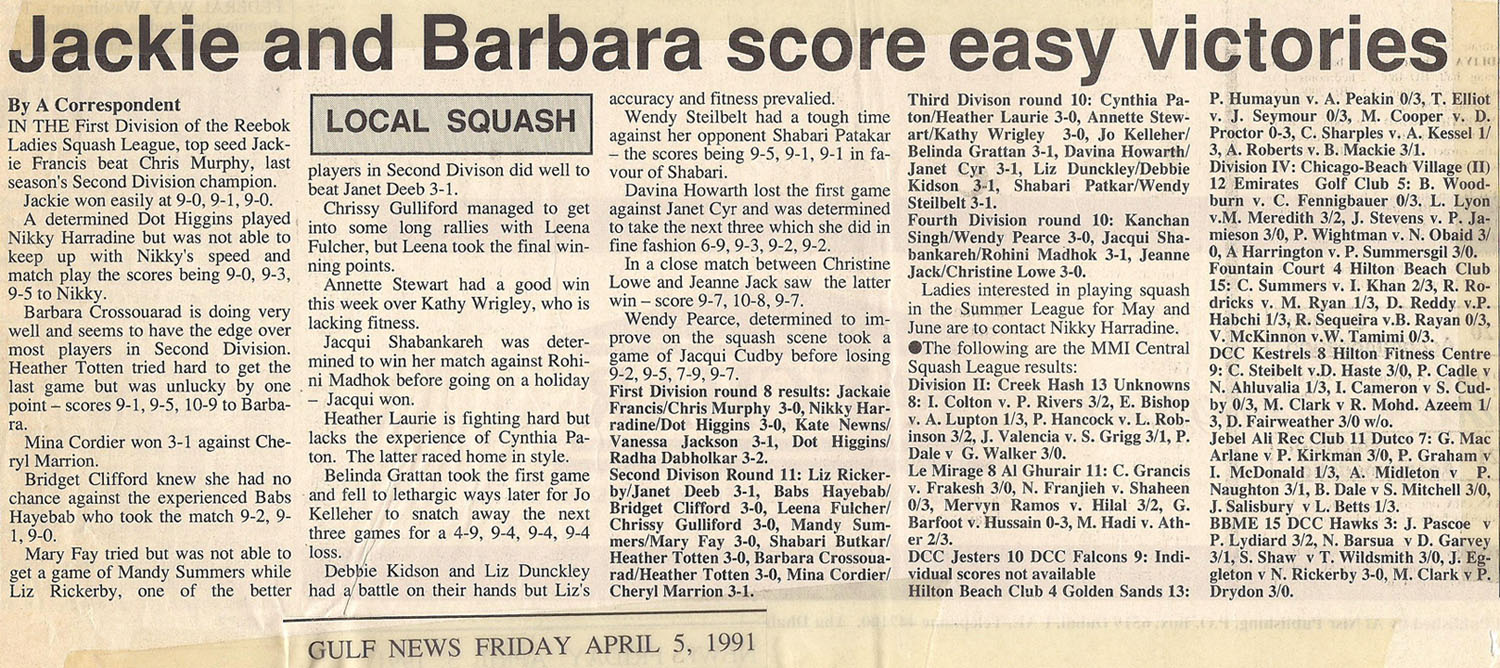 Jackie and Barbara score easy victories
By A Correspondent
IN THE First Division of the Reebok
Ladies Squash League, top seed Jack-
ie Francis beat Chris Murphy, last
season's Second Division champion.
Jackie won easily at 9-0, 9-1, 9-0.
A determined Dot Higgins played
Nikky Harradine but was not able to
keep up with Nikky's speed and
match play the scores being 9-0, 9-3,
9-5 to Nikky.
Barbara Crossouarad is doing very
well and seems to have the edge over
most players in Second Division.
Heather Totten tried hard to get the
last game but was unlucky by one
point – scores 9-1, 9-5, 10-9 to Barba-
ra.
Mina Cordier won 3-1 against Che-
ryl Marrion.
Bridget Clifford knew she had no
chance against the experienced Babs
Hayebab who took the match 9-2, 9-
1, 9-0.
Mary Fay tried but was not able to
get a game of Mandy Summers while
Liz Rickerby, one of the better
LOCAL SQUASH
players in Second Divison did well to
beat Janet Deeb 3-1.
Chrissy Gulliford managed to get
into some long rallies with Leena
Fulcher, but Leena took the final win-
ning points.
Annette Stewart had a good win
this week over Kathy Wrigley, who is
lacking fitness.
Jacqui Shabankareh was deter-
mined to win her match against Rohi-
ni Madhok before going on a holiday
– Jacqui won.
Heather Laurie is fighting hard but
lacks the experience of Cynthia Pa-
ton. The latter raced home in style.
Belinda Grattan took the first game
and fell to lethargic ways later for Jo
Kelleher to snatch away the next
three games for a 4-9, 9-4, 9-4, 9-4
loss.
Debbie Kidson and Liz Dunckley
had a battle on their hands but Liz's
accuracy and fitness prevalied.
Wendy Steilbelt had a tough time
against her opponent Shabari Patakar
– the scores being 9-5, 9-1, 9-1 in fa-
vour of Shabari.
Davina Howarth lost the first game
against Janet Cyr and was determined
to take the next three which she did in
fine fashion 6-9, 9-3, 9-2, 9-2.
In a close match between Christine
Lowe and Jeanne Jack saw the latter
win – score 9-7, 10-8, 9-7.
Wendy Pearce, determined to im-
prove on the squash scene took a
game of Jacqui Cudby before losing
9-2, 9-5, 7-9, 9-7.
First Division round 8 results: Jackaie
Francis/Chris Murphy 3-0, Nikky Har-
radine/Dot Higgins 3-0, Kate Newns/
Vanessa Jackson 3-1, Dot Higgins/
Radha Dabholkar 3-2.
Second Divison Round 11: Liz Ricker-
by/Janet Deeb 3-1, Babs Hayebab/
Bridget Clifford 3-0, Leena Fulcher/
Chrissy Gulliford 3-0, Mandy Sum-
mers/Mary Fay 3-0, Shabari Butkar/
Heather Totten 3-0, Barbara Crossoua-
rad/Heather Totten 3-0, Mina Cordier/
Cheryl Marrion 3-1.
Third Divison round 10: Cynthia Pa-
ton/Heather Laurie 3-0, Annette Stew-
art/Kathy Wrigley 3-0, Jo Kelleher/
Belinda Grattan 3-1, Davina Howarth/
Janet Cyr 3-1, Liz Dunckley/Debbie
Kidson 3-1, Shabari Patkar/Wendy
Steilbelt 3-1.
Fourth Division round 10: Kanchan
Singh/Wendy Pearce 3-0, Jacqui Sha-
bankareh/Rohini Madhok 3-1, Jeanne
Jack/Christine Lowe 3-0.
Ladies interested in playing squash
in the Summer League for May and
June are to contact Nikky Harradine.
●The following are the MMI Central
Squash League results:
Division II: Creek Hash 13 Unknowns
8: I. Colton v. P. Rivers 3/2, E. Bishop
v. A. Lupton 1/3, P. Hancock v. L. Rob-
inson 3/2, J. Valencia v. S. Grigg 3/1, P.
Dale v G. Walker 3/0.
Le Mirage 8 Al Ghurair 11: C. Grancis
v. Frakesh 3/0, N. Franjieh v. Shaheen
0/3, Mervyn Ramos v. Hilal 3/2, G.
Barfoot v. Hussain 0-3, M. Hadi v. Ath-
er 2/3.
DCC Jesters 10 DCC Falcons 9: Indi-
vidual scores not available
Hilton Beach Club 4 Golden Sands 13:
P. Humayun v. A. Peakin 0/3, T. Elliot
v. J. Seymour 0/3, M. Cooper v. D.
Proctor 0-3, C. Sharples v. A. Kessel 1/
3, A. Roberts v. B. Mackie 3/1.
Division IV: Chicago-Beach Village (II)
12 Emirates Golf Club 5: B. Wood-
burn v. C. Fennigbauer 0/3. L. Lyon
v.M. Meredith 3/2, J. Stevens v. P. Ja-
mieson 3/0, P. Wightman v. N. Obaid 3/
0, A Harrington v. P. Summersgil 3/0.
Fountain Court 4 Hilton Beach Club
15: C. Summers v. I. Khan 2/3, R. Ro-
dricks v. M. Ryan 1/3, D. Reddy v.P.
Habchi 1/3, R. Sequeira v.B. Rayan 0/3,
V. McKinnon v.W. Tamimi 0/3.
DCC Kestrels 8 Hilton Fitness Centre
9: C. Steibelt v.D. Haste 3/0, P. Cadle v
N. Ahluvalia 1/3, I. Cameron v S. Cud-
by 0/3, M. Clark v R. Mohd. Azeem 1/
3, D. Fairweather 3/0 w/o.
Jebel Ali Rec Club 11 Dutco 7: G. Mac
Arlane v P. Kirkman 3/0, P. Graham v
I. McDonald 1/3, A. Midleton v P.
Naughton 3/1, B. Dale v S. Mitchell 3/0,
J. Salisbury v L. Betts 1/3.
BBME 15 DCC Hawks 3: J. Pascoe v
P. Lydiard 3/2, N. Barsua v D. Garvey
3/1, S. Shaw v T. Wildsmith 3/0, J. Eg-
gleton v N. Rickerby 3-0, M. Clark v P.
Drydon 3/0.
GULF NEWS FRIDAY APRIL 5, 1991